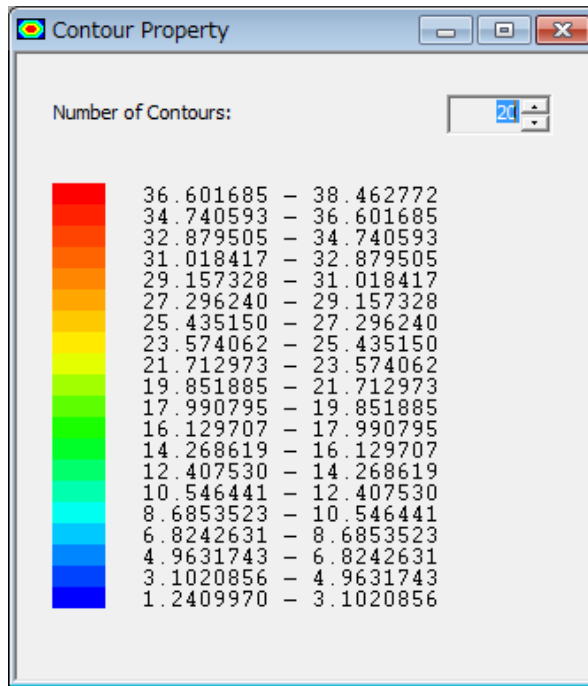 Contour Property
Number of Contours: 20
36.601685 – 38.462772
34.740593 – 36.601685
32.879505 – 34.740593
31.018417 – 32.879505
29.157328 – 31.018417
27.296240 – 29.157328
25.435150 – 27.296240
23.574062 – 25.435150
21.712973 – 23.574062
19.851885 – 21.712973
17.990795 – 19.851885
16.129707 – 17.990795
14.268619 – 16.129707
12.407530 – 14.268619
10.546441 – 12.407530
8.6853523 – 10.546441
6.8242631 – 8.6853523
4.9631743 – 6.8242631
3.1020856 – 4.9631743
1.2409970 – 3.1020856